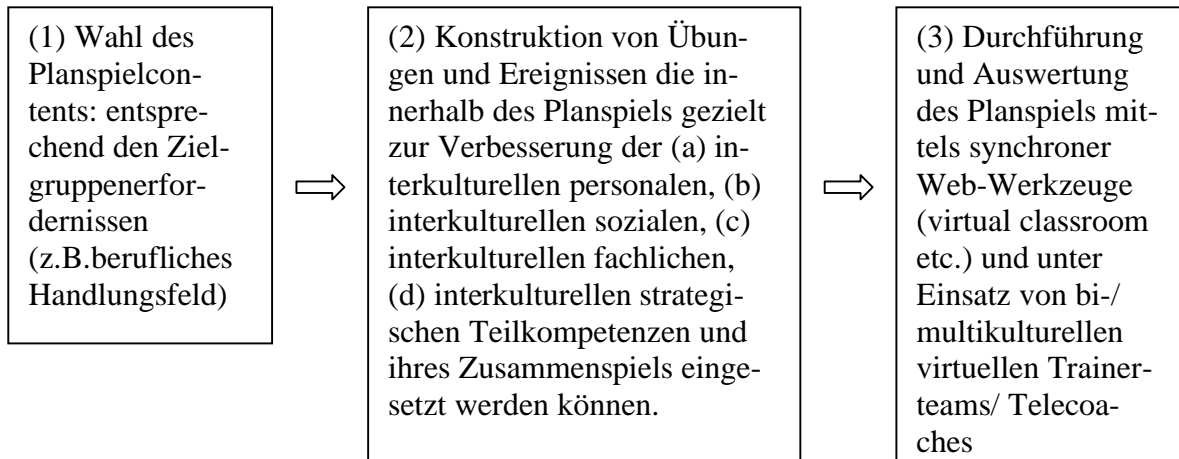 (1) Wahl des
Planspielcon-
tents: entspre-
chend den Ziel-
gruppenerfor-
dernissen
(z.B.berufliches
Handlungsfeld)
(2) Konstruktion von Übun-
gen und Ereignissen die in-
nerhalb des Planspiels gezielt
zur Verbesserung der (a) in-
terkulturellen personalen, (b)
interkulturellen sozialen, (c)
interkulturellen fachlichen,
(d) interkulturellen strategi-
schen Teilkompetenzen und
ihres Zusammenspiels einge-
setzt werden können.
(3) Durchführung
und Auswertung
des Planspiels mit-
tels synchroner
Web-Werkzeuge
(virtual classroom
etc.) und unter
Einsatz von bi-/
multikulturellen
virtuellen Trainer-
teams/ Telecoa-
ches